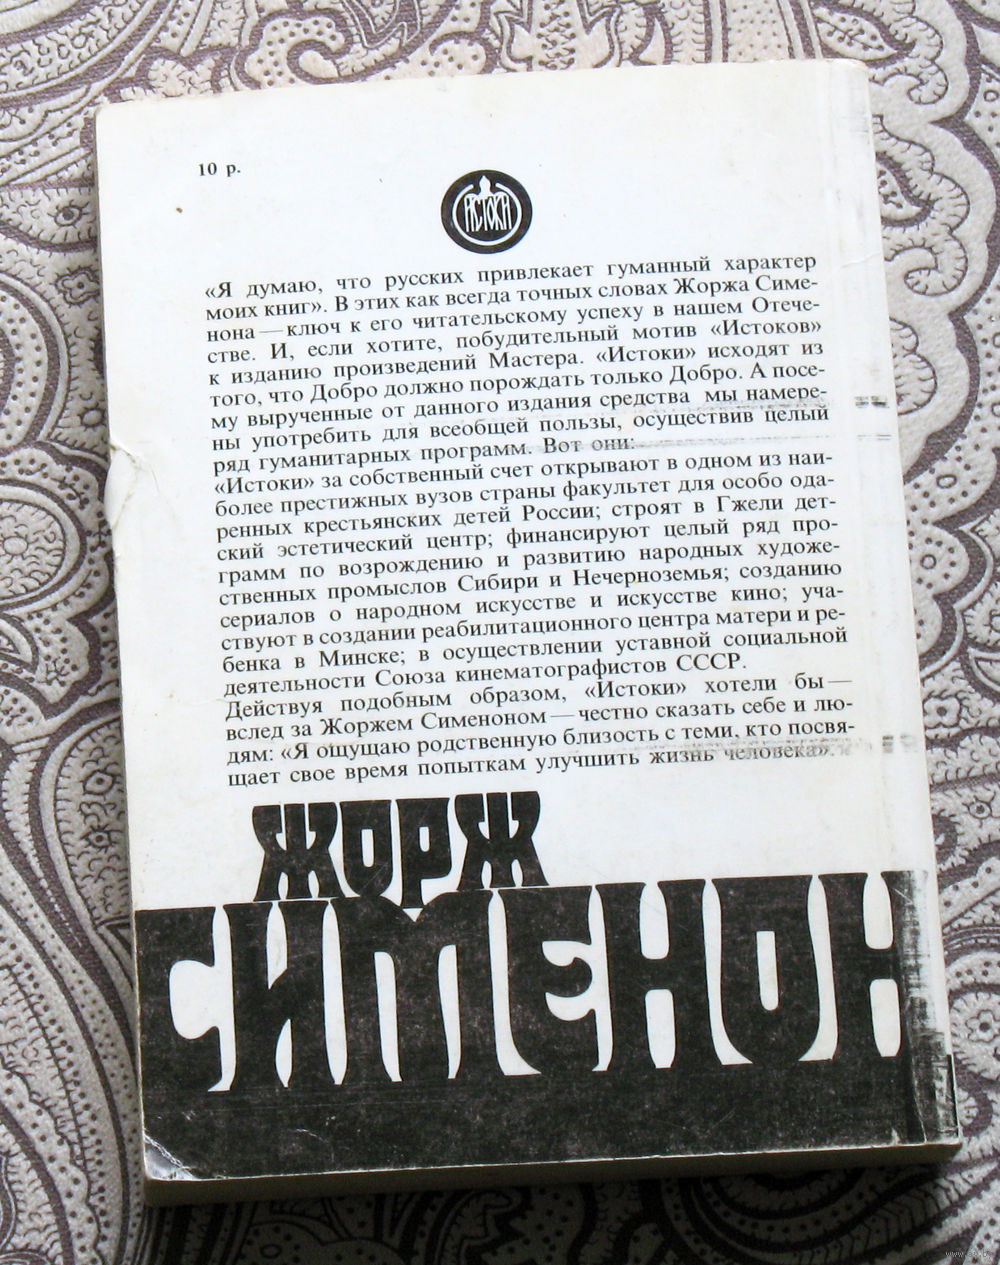 10 р.
ИСТОКИ
«Я думаю, что русских привлекает гуманный характер
моих книг». В этих как всегда точных словах Жоржа Симе-
нона — ключ к его читательскому успеху в нашем Отече-
стве. И, если хотите, побудительный мотив «Истоков»
к изданию произведений Мастера. «Истоки» исходят из
того, что Добро должно порождать только Добро. А посе-
му вырученные от данного издания средства мы намере-
ны употребить для всеобщей пользы, осуществив целый
ряд гуманитарных программ. Вот они:
«Истоки» за собственный счет открывают в одном из наи-
более престижных вузов страны факультет для особо ода-
ренных крестьянских детей России; строят в Гжели дет-
ский эстетический центр; финансируют целый ряд про-
грамм по возрождению и развитию народных художе-
ственных промыслов Сибири и Нечерноземья; созданию
сериалов о народном искусстве и искусстве кино; уча-
ствуют в создании реабилитационного центра матери и ре-
бенка в Минске; в осуществлении уставной социальной
деятельности Союза кинематографистов СССР.
Действуя подобным образом, «Истоки» хотели бы —
вслед за Жоржем Сименоном — честно сказать себе и лю-
дям: «Я ощущаю родственную близость с теми, кто посвя-
щает свое время попыткам улучшить жизнь человека».
ЖОРЖ
СИМЕНОН